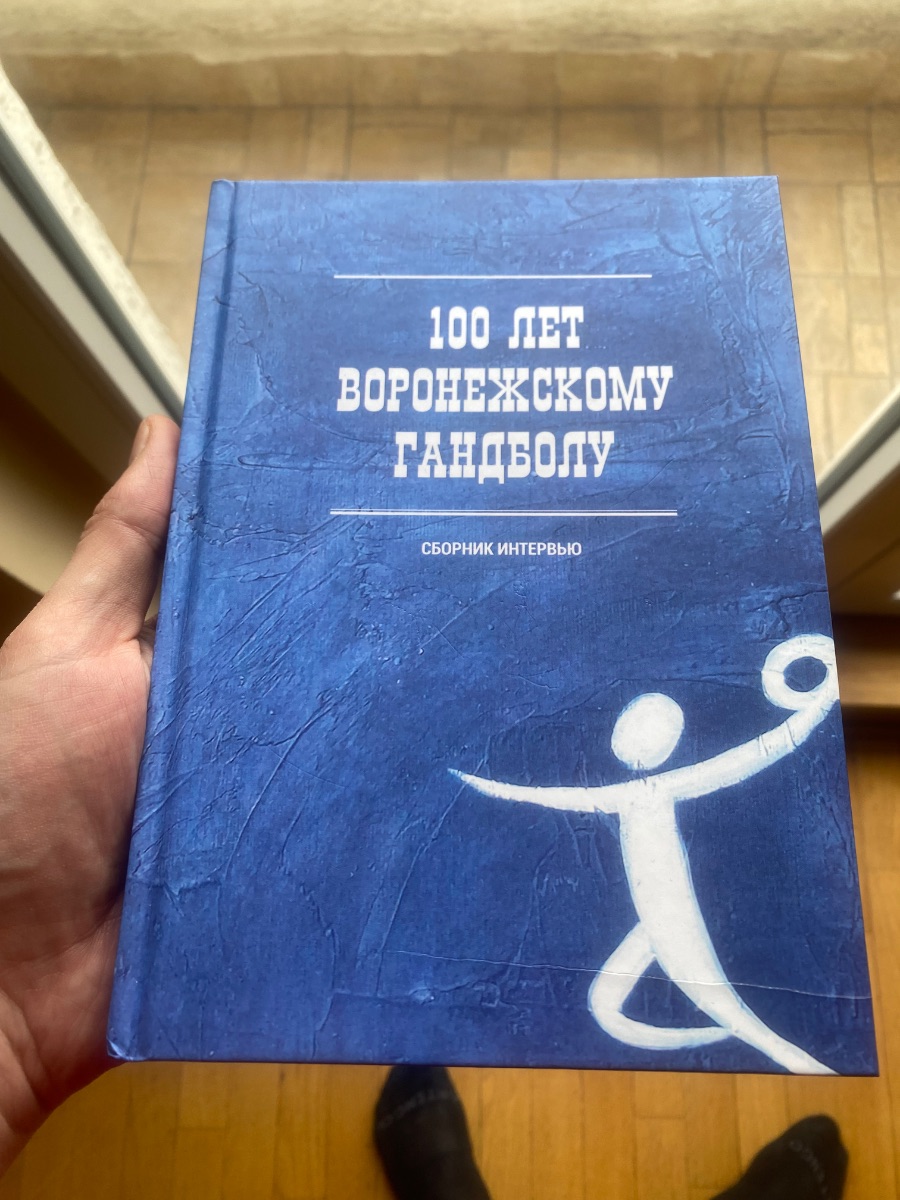 100 ЛЕТ
ВОРОНЕЖСКОМУ
ГАНДБОЛУ
СБОРНИК ИНТЕРВЬЮ